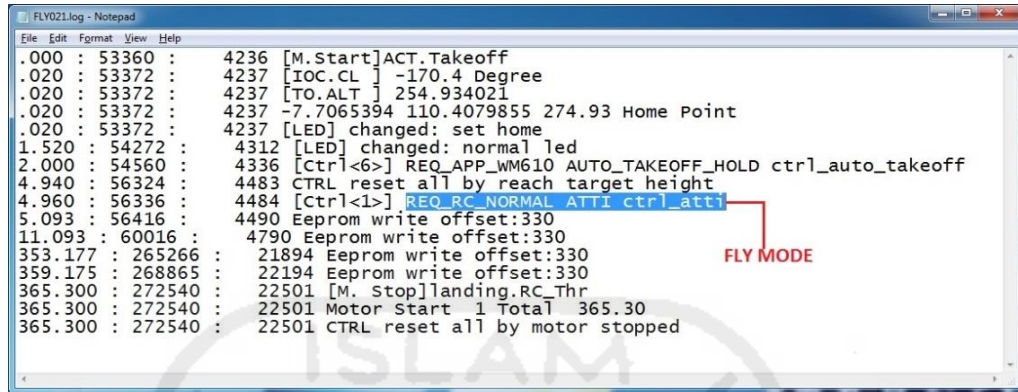 FLY021.log - Notepad
File Edit Format View Help
.000 : 53360 : 4236 [M.Start]ACT.Takeoff
.020 : 53372 : 4237 [IOC.CL ] -170.4 Degree
.020 : 53372 : 4237 [TO.ALT ] 254.934021
.020 : 53372 : 4237 -7.7065394 110.4079855 274.93 Home Point
.020 : 53372 : 4237 [LED] changed: set home
1.520 : 54272 : 4312 [LED] changed: normal led
2.000 : 54560 : 4336 [Ctrl<6>] REQ_APP_WM610 AUTO_TAKEOFF_HOLD ctrl_auto_takeoff
4.940 : 56324 : 4483 CTRL reset all by reach target height
4.960 : 56336 : 4484 [Ctrl<1>] REQ_RC_NORMAL ATTI ctrl_atti
5.093 : 56416 : 4490 Eeprom write offset:330
11.093 : 60016 : 4790 Eeprom write offset:330
353.177 : 265266 : 21894 Eeprom write offset:330
FLY MODE
359.175 : 268865 : 22194 Eeprom write offset:330
365.300 : 272540 : 22501 [M. Stop]landing.RC_Thr
365.300 : 272540 : 22501 Motor Start 1 Total 365.30
365.300 : 272540 : 22501 CTRL reset all by motor stopped
ISLAM